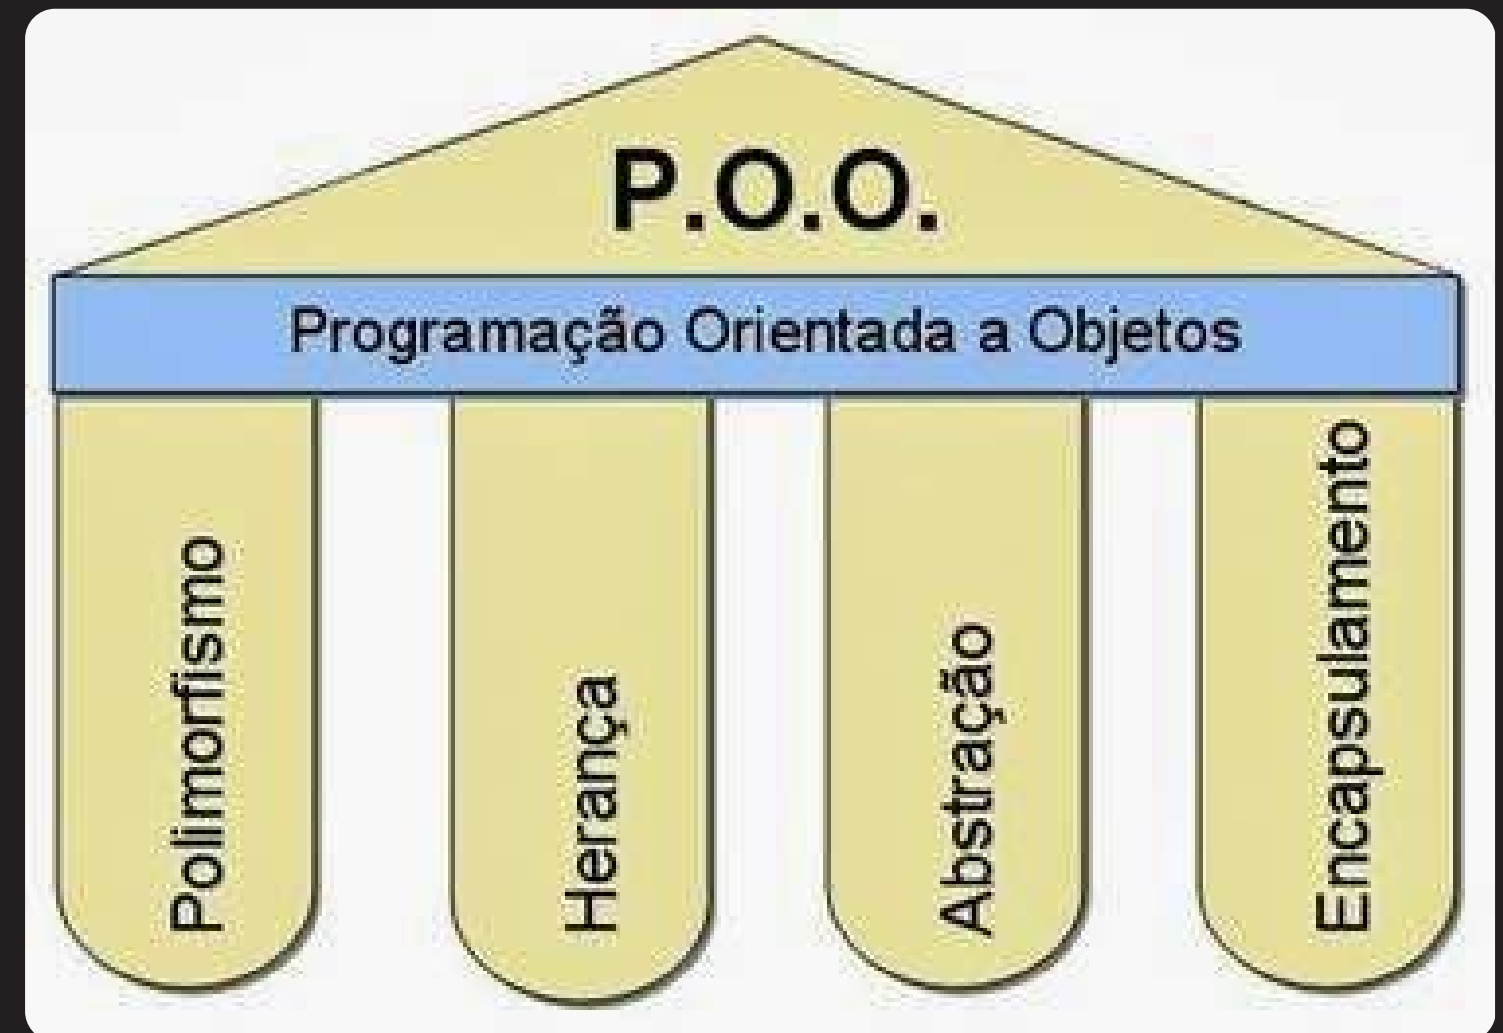 P.O.O.
Programação Orientada a Objetos
Polimorfismo
Herança
Abstração
Encapsulamento